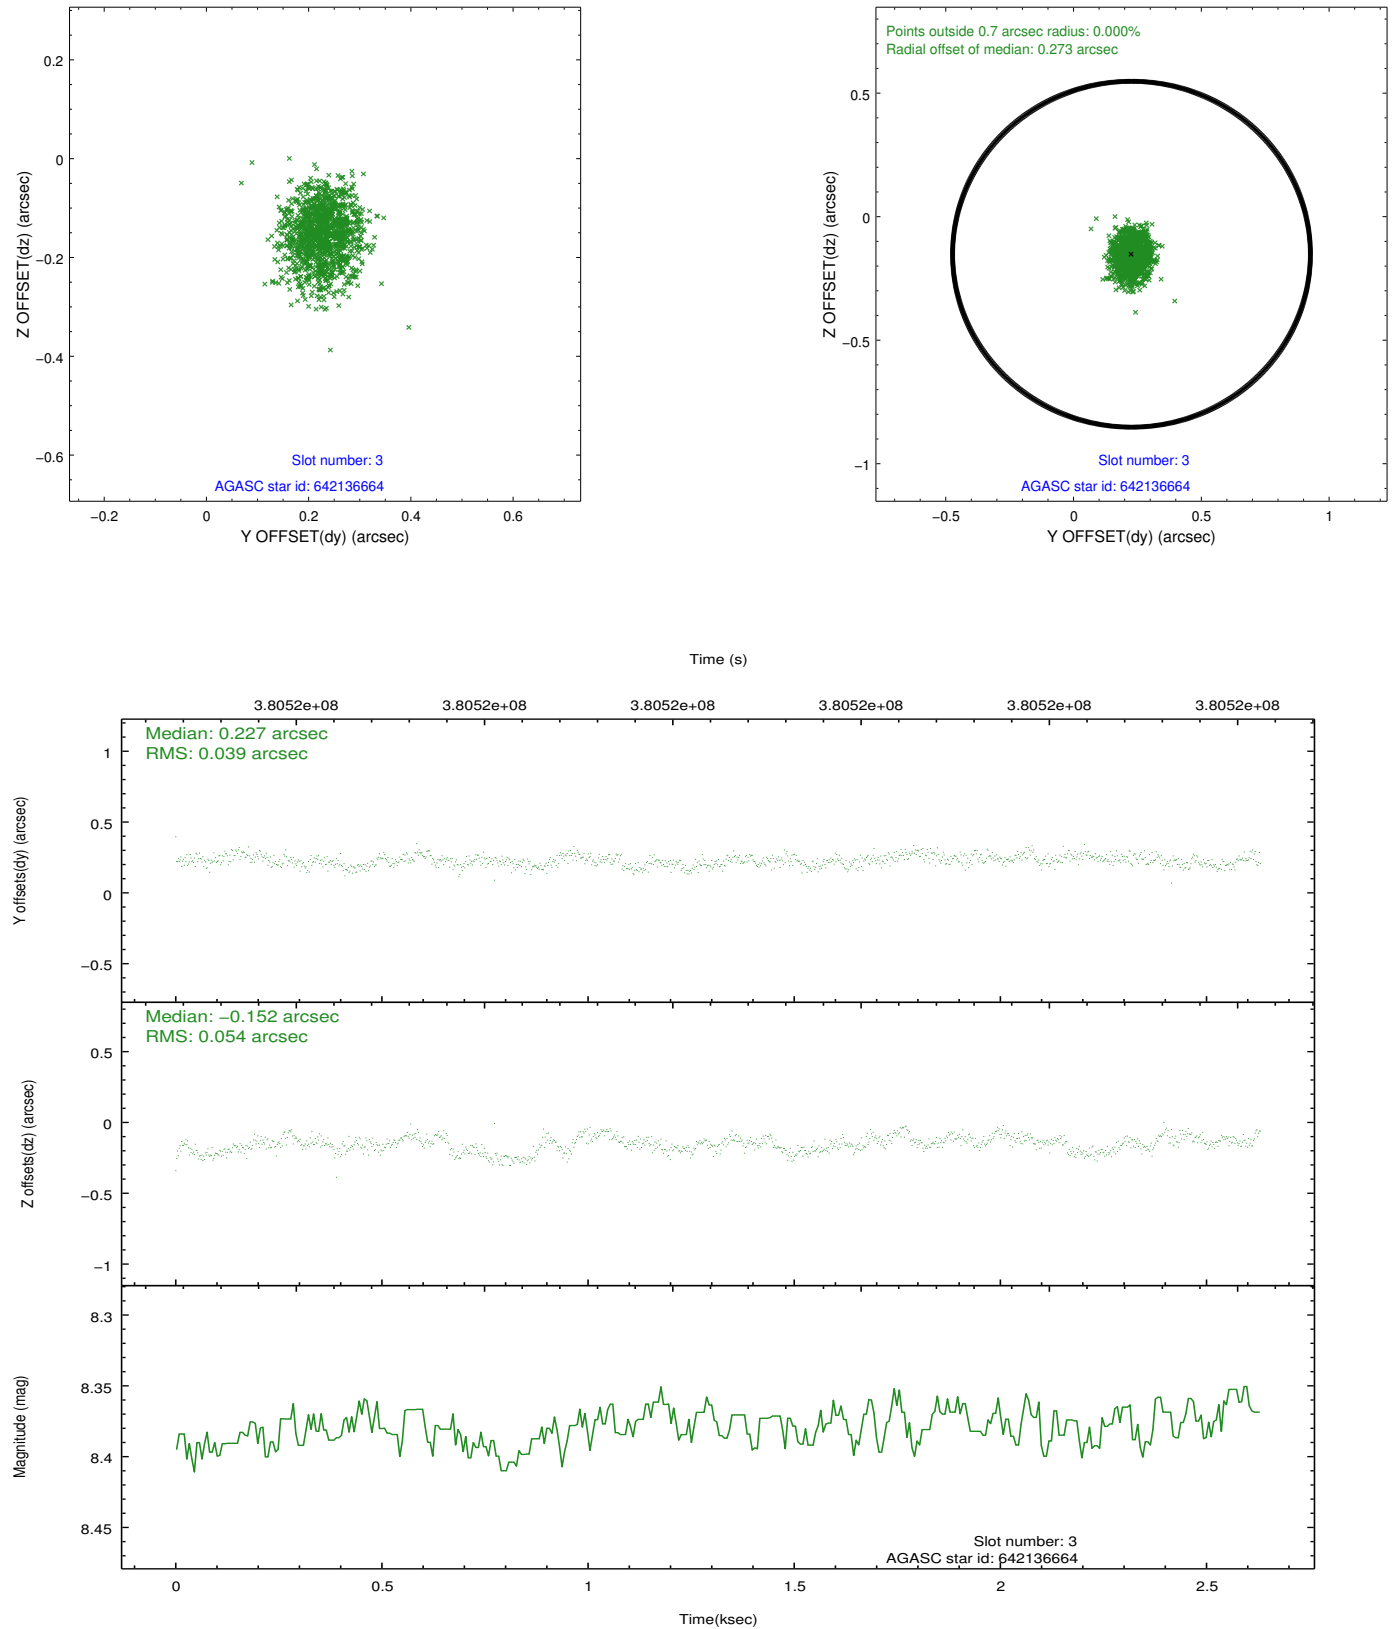 0.2
0
−0.2
−0.4
−0.6
Z OFFSET(dz) (arcsec)
Slot number: 3
AGASC star id: 642136664
−0.2
0
0.2
0.4
0.6
Y OFFSET(dy) (arcsec)
Points outside 0.7 arcsec radius: 0.000%
Radial offset of median: 0.273 arcsec
0.5
0
−0.5
−1
Z OFFSET(dz) (arcsec)
Slot number: 3
AGASC star id: 642136664
−0.5
0
0.5
1
Y OFFSET(dy) (arcsec)
Time (s)
3.8052e+08
3.8052e+08
3.8052e+08
3.8052e+08
3.8052e+08
3.8052e+08
Median: 0.227 arcsec
RMS: 0.039 arcsec
1
0.5
0
−0.5
Y offsets(dy) (arcsec)
Median: −0.152 arcsec
RMS: 0.054 arcsec
0.5
0
−0.5
−1
Z offsets(dz) (arcsec)
8.3
8.35
8.4
8.45
Magnitude (mag)
Slot number: 3
AGASC star id: 642136664
0
0.5
1
1.5
2
2.5
Time(ksec)